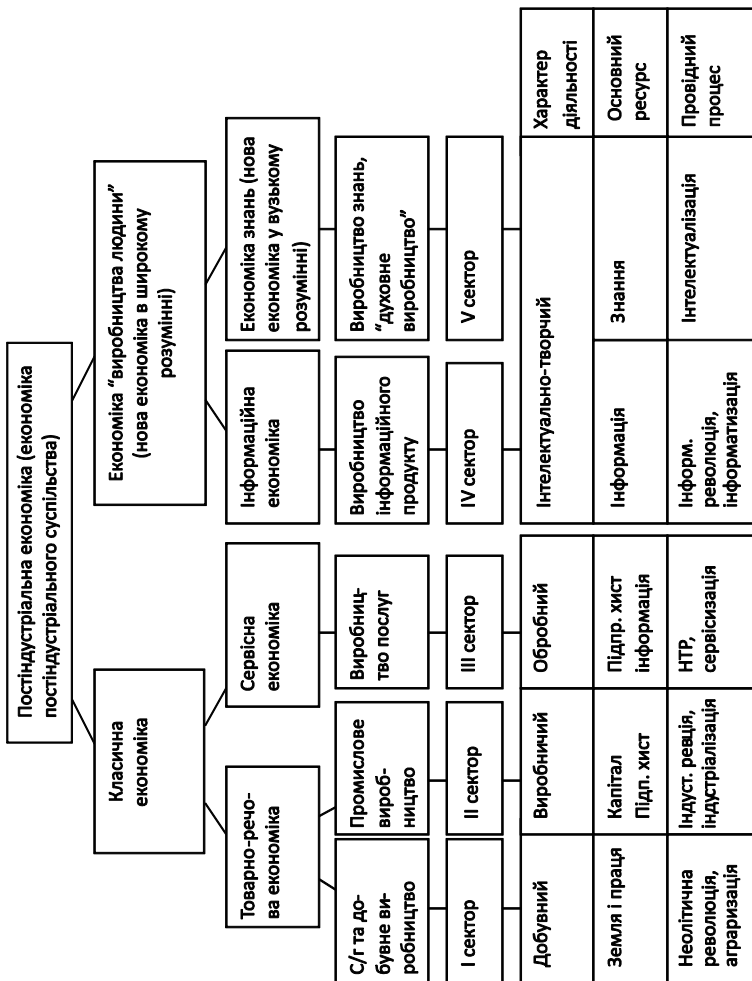 Постіндустріальна економіка (економіка
постіндустріального суспільства)
Класична
економіка
Економіка “виробництва людини”
(нова економіка в широкому
розумінні)
Товарно-речо-
ва економіка
Сервісна
економіка
Інформаційна
економіка
Економіка знань (нова
економіка у вузькому
розумінні)
С/г та до-
бувне ви-
робництво
Промислове
вироб-
ництво
Виробниц-
тво послуг
Виробництво
інформаційного
продукту
Виробництво знань,
“духовне
виробництво”
I сектор
II сектор
III сектор
IV сектор
V сектор
Добувний
Виробничий
Обробний
Інтелектуально-творчий
Характер
діяльності
Земля і праця
Капітал
Підп. хист
Підпр. хист
інформація
Інформація
Знання
Основний
ресурс
Неолітична
революція,
аграризація
Індуст. ревція,
індустріалізація
НТР,
сервісизація
Інформ.
революція,
інформатизація
Інтелектуалізація
Провідний
процес